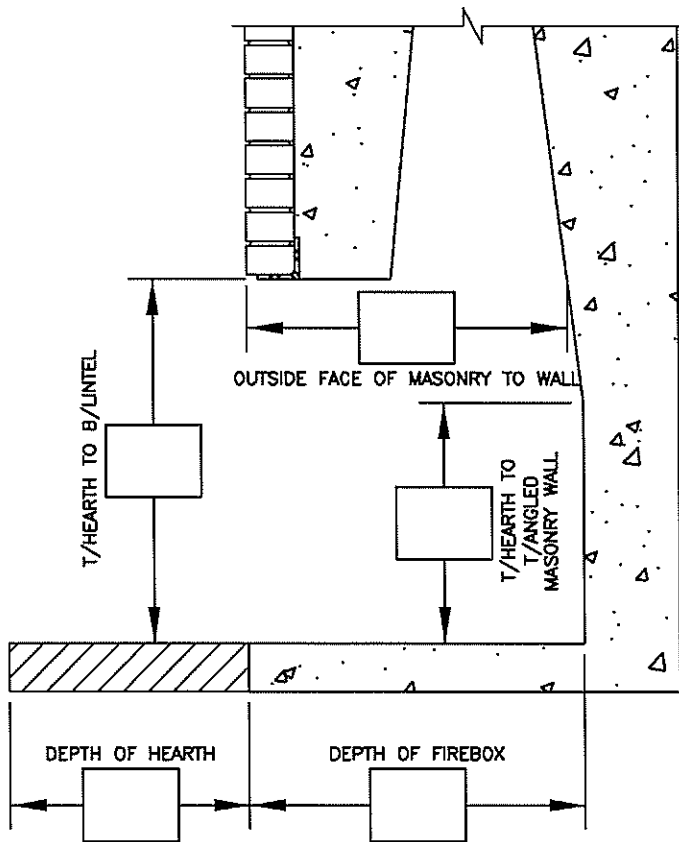 OUTSIDE FACE OF MASONRY TO WALL
T/HEARTH TO B/LINTEL
T/HEARTH TO
T/ANGLED
MASONRY WALL
DEPTH OF HEARTH
DEPTH OF FIREBOX